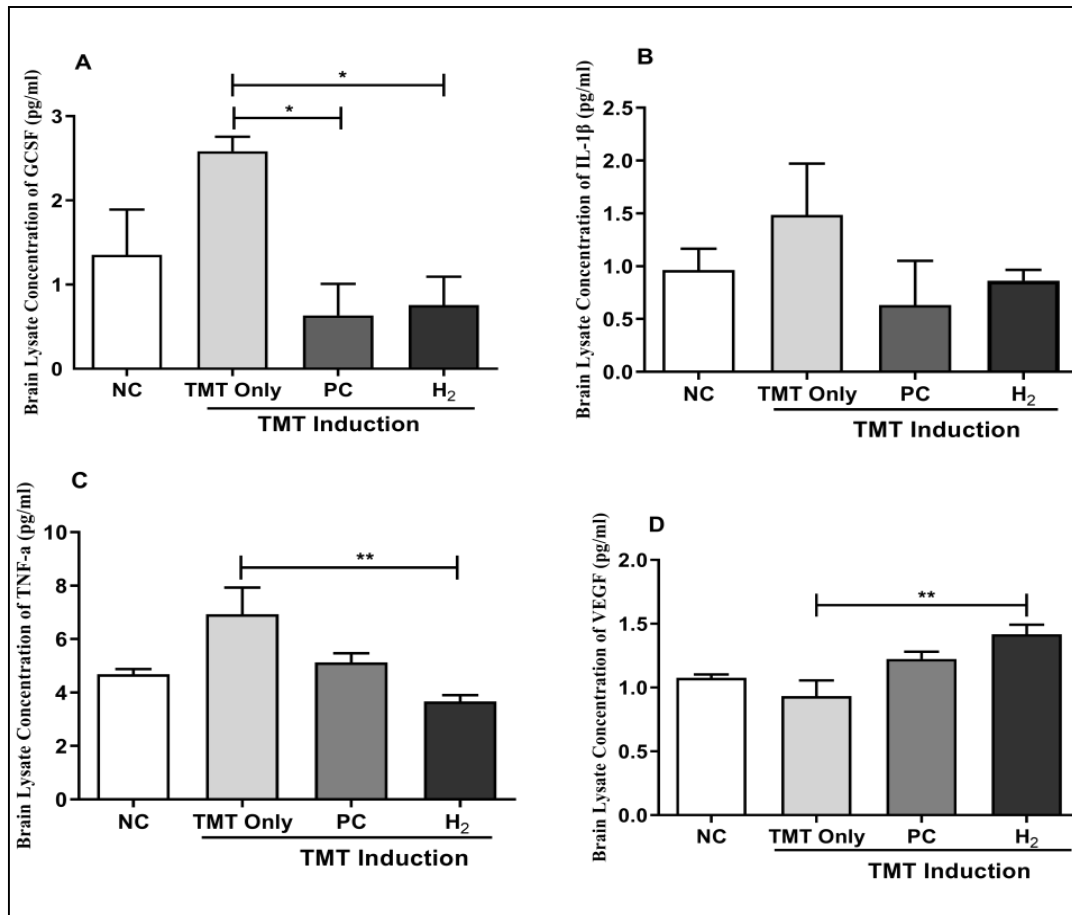 A
Brain Lysate Concentration of GCSF (pg/ml)
3
2
1
0
*
*
NC
TMT Only
PC
H₂
TMT Induction
B
Brain Lysate Concentration of IL-1β (pg/ml)
2.5
2.0
1.5
1.0
0.5
0.0
NC
TMT Only
PC
H₂
TMT Induction
C
Brain Lysate Concentration of TNF-a (pg/ml)
10
8
6
4
2
0
**
NC
TMT Only
PC
H₂
TMT Induction
D
Brain Lysate Concentration of VEGF (pg/ml)
2.0
1.5
1.0
0.5
0.0
**
NC
TMT Only
PC
H₂
TMT Induction